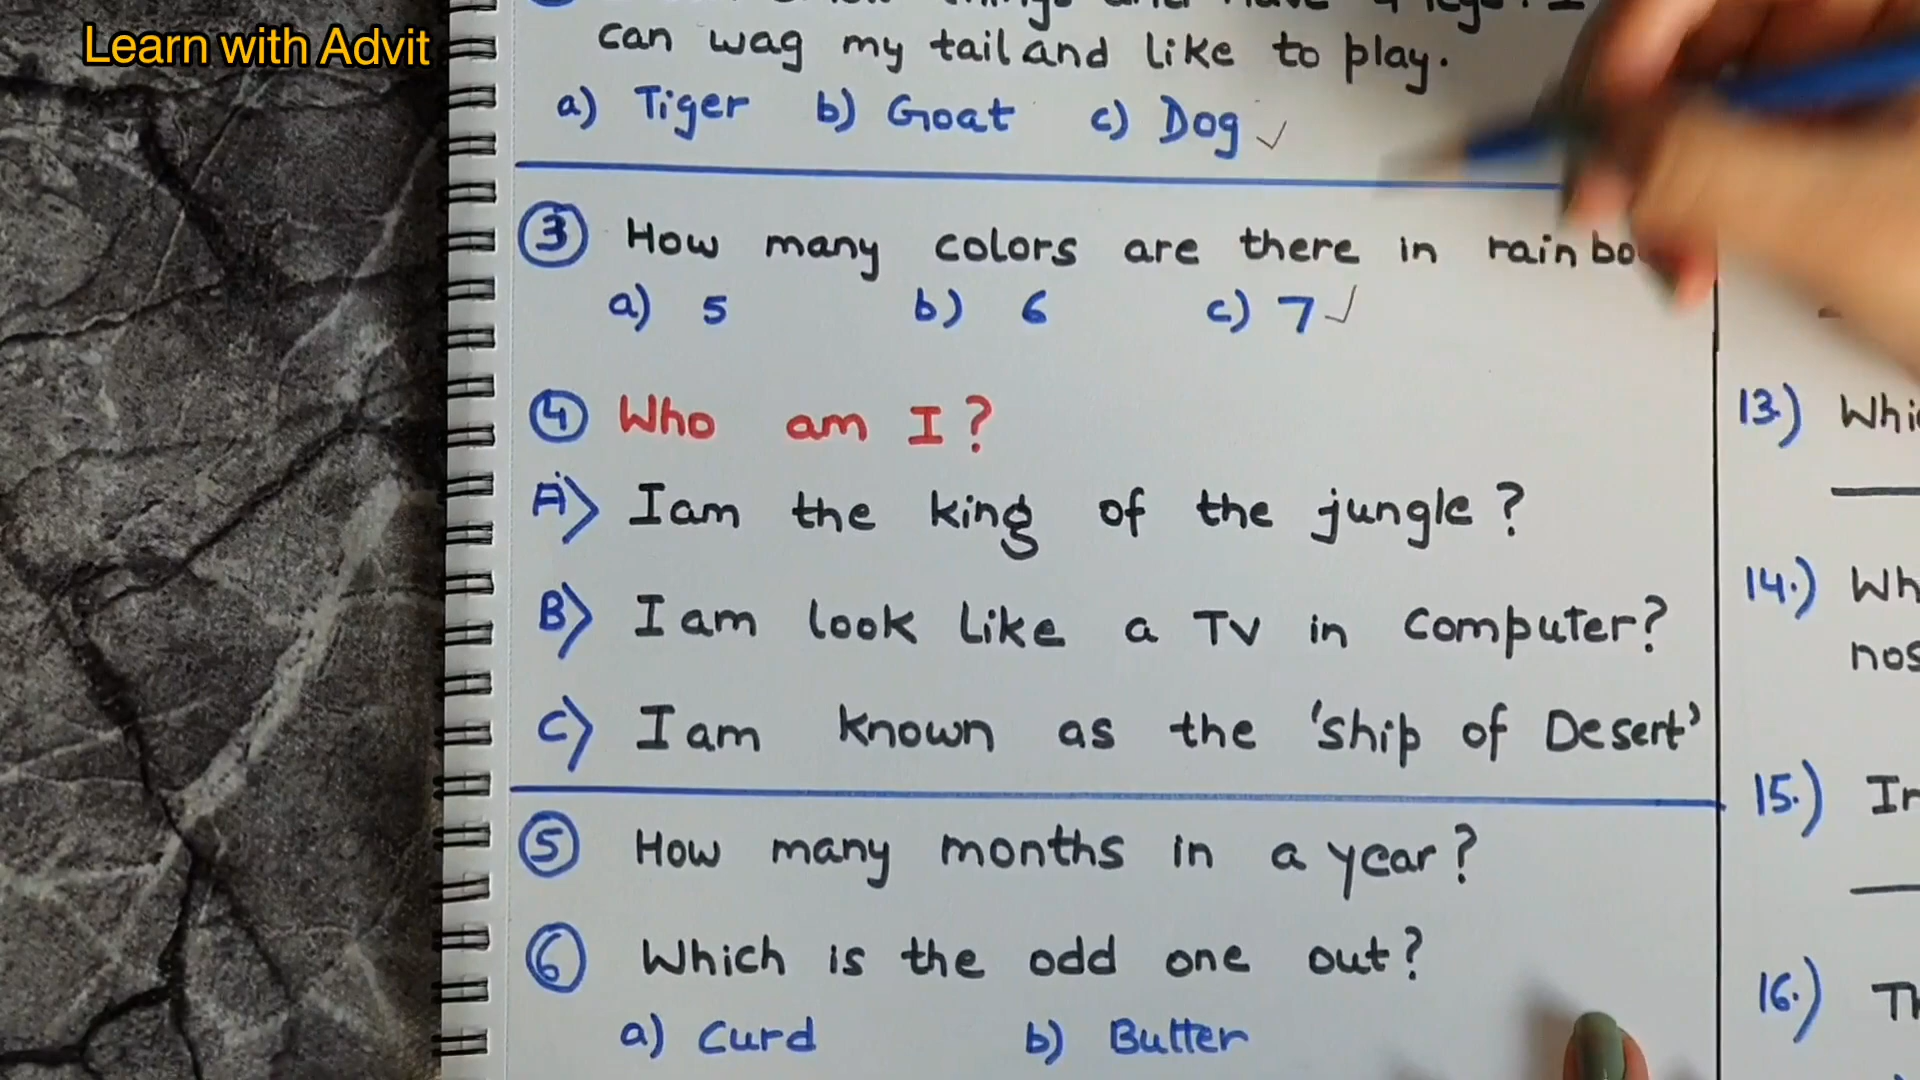 Learn with Advit
can wag my tail and like to play.
a) Tiger b) Goat c) Dog ✓
3 How many colors are there in
a) 5 b) 6 c) 7 ✓
4 Who am I?
A) I am the king of the jungle?
B) I am look like a TV in Computer?
C) I am known as the 'ship of Desert'
5 How many months in a year?
6 Which is the odd one out?
a) Curd b) Butter
13.)
14.)
15.)
16.)